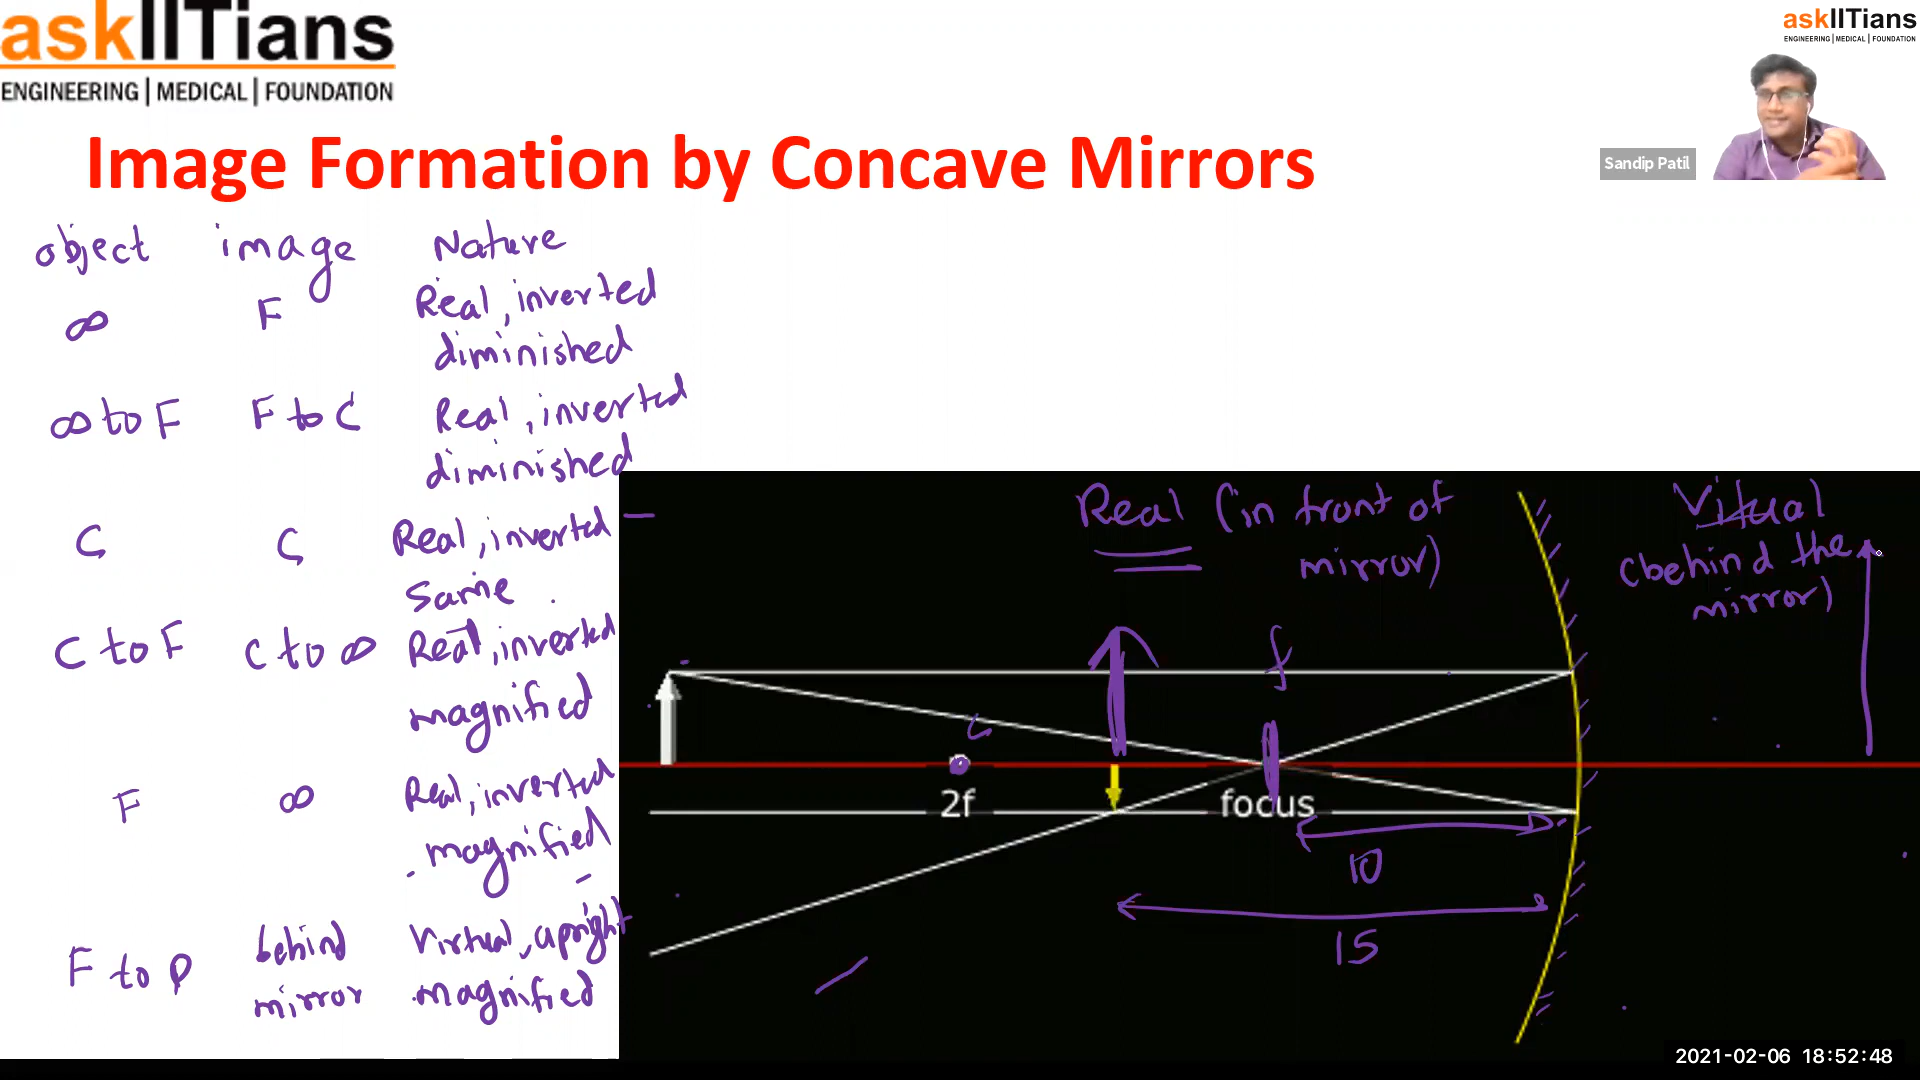 askIITians
ENGINEERING | MEDICAL | FOUNDATION
askIITians
ENGINEERING | MEDICAL | FOUNDATION
Sandip Patil
Image Formation by Concave Mirrors
object image Nature
∞ F Real, inverted
diminished
∞ to F F to C Real, inverted
diminished
C C Real, inverted
Same
C to F C to ∞ Real, inverted
magnified
F ∞ Real, inverted
magnified
F to P behind Virtual, upright
mirror magnified
Real (in front of
mirror)
Vitual
(behind the
mirror)
f
C
2f
focus
10
15
2021-02-06 18:52:48